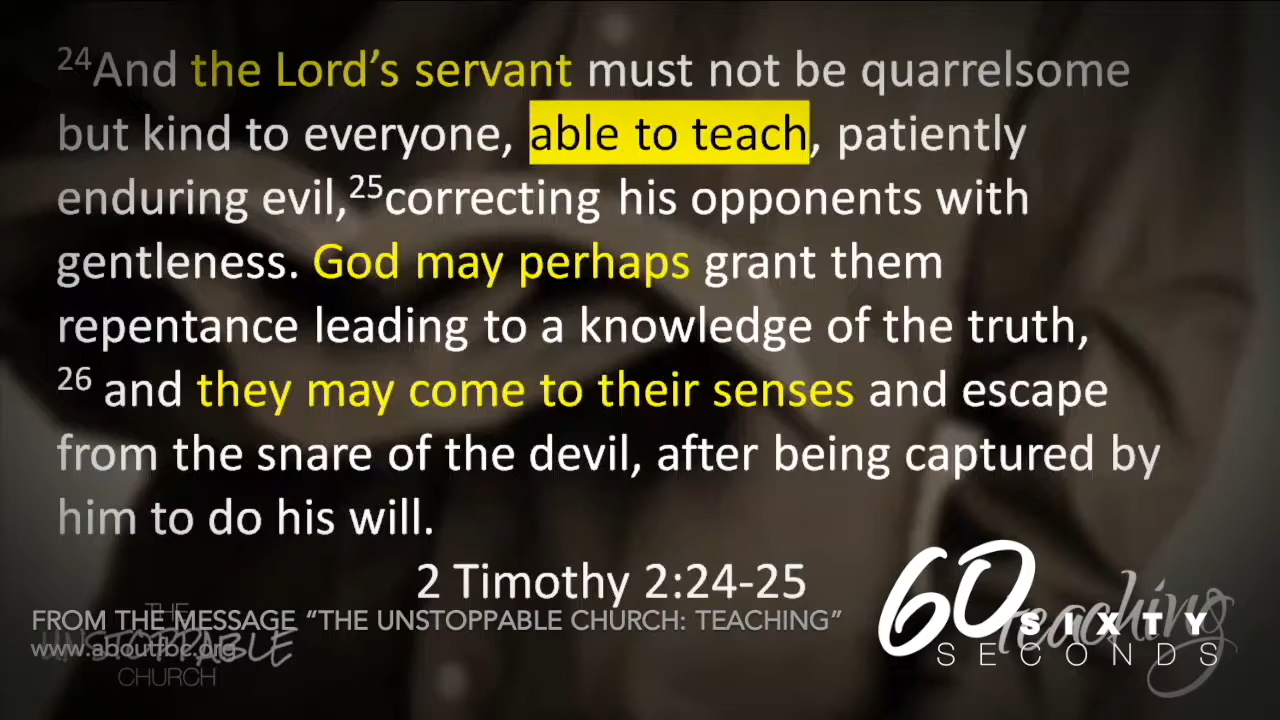 24And the Lord’s servant must not be quarrelsome
but kind to everyone, able to teach, patiently
enduring evil,25correcting his opponents with
gentleness. God may perhaps grant them
repentance leading to a knowledge of the truth,
26 and they may come to their senses and escape
from the snare of the devil, after being captured by
him to do his will.
2 Timothy 2:24-25
FROM THE MESSAGE “THE UNSTOPPABLE CHURCH: TEACHING”
www.aboutfbc.org
THE
UNSTOPPABLE
CHURCH
60
SIXTY
SECONDS
teaching